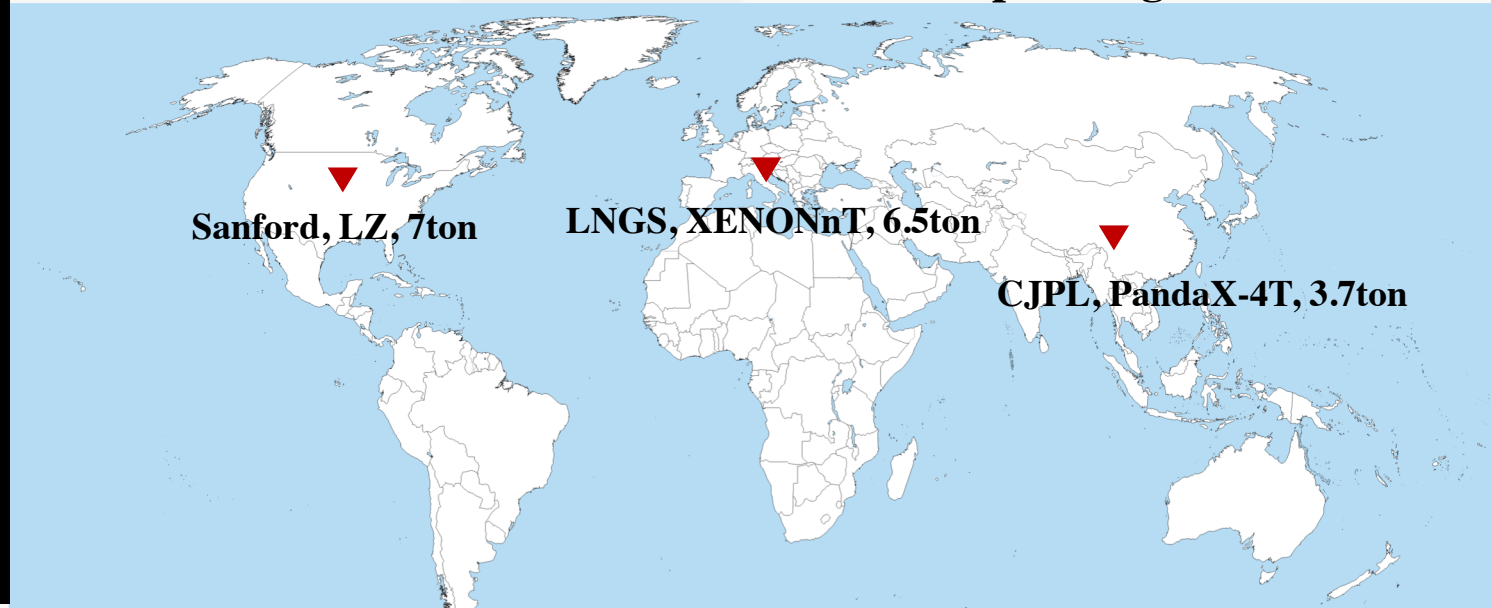 Sanford, LZ, 7ton
LNGS, XENONnT, 6.5ton
CJPL, PandaX-4T, 3.7ton